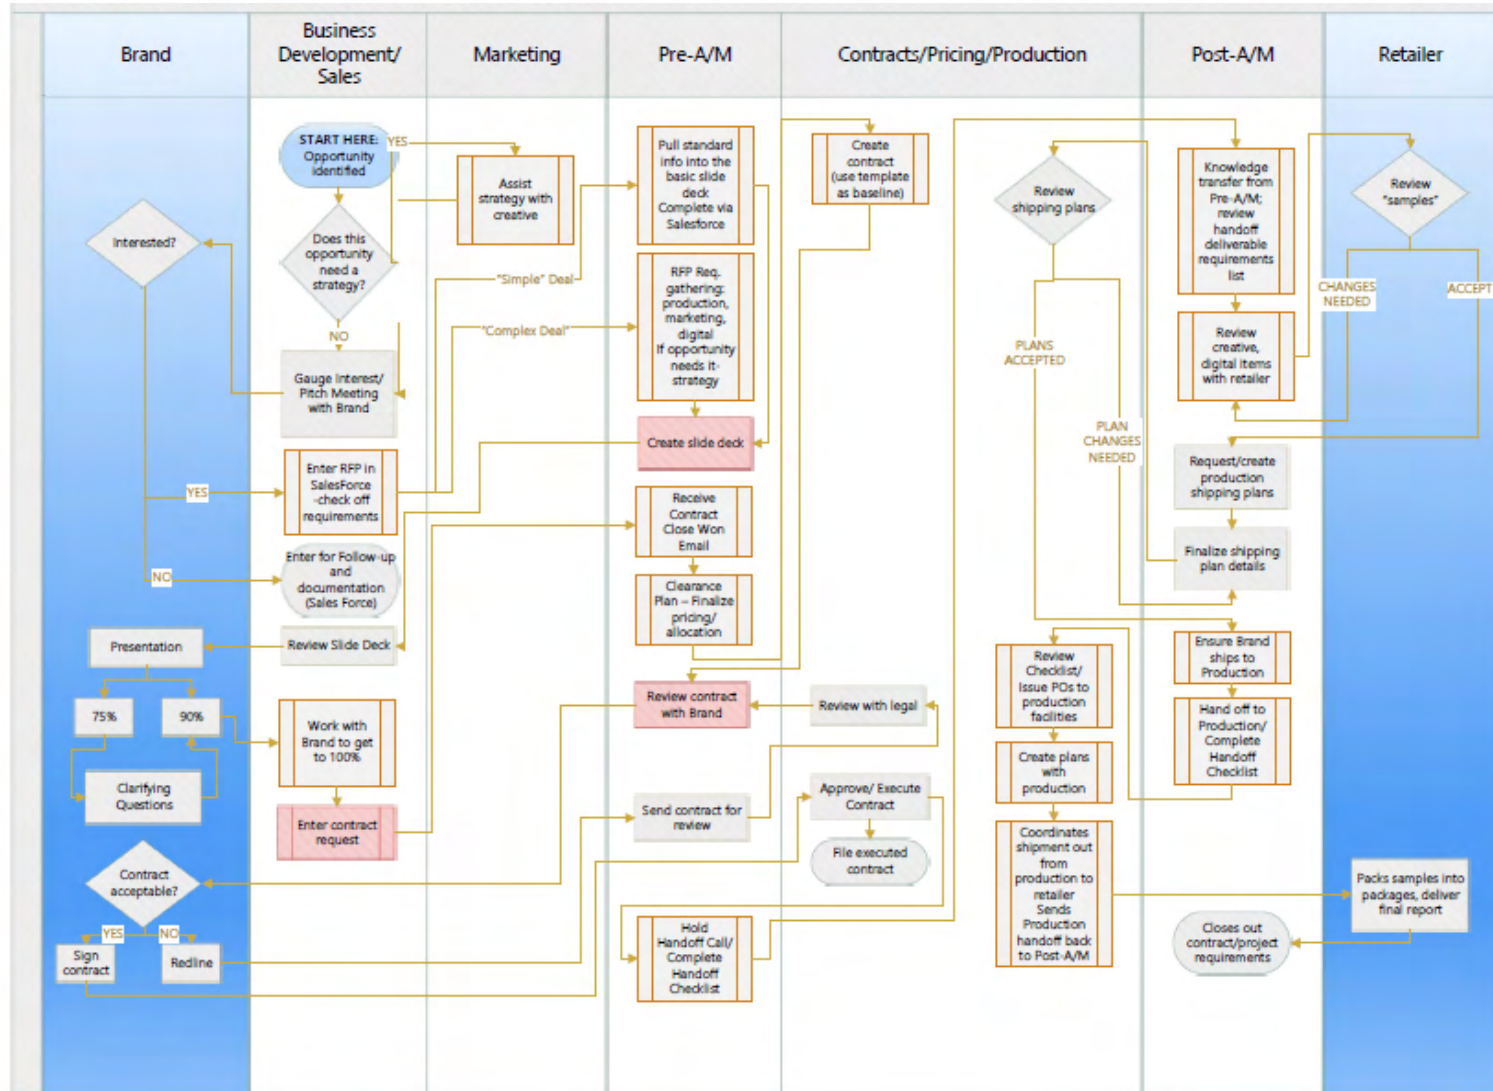 Brand
Business
Development/
Sales
Marketing
Pre-A/M
Contracts/Pricing/Production
Post-A/M
Retailer
START HERE:
Opportunity
identified
YES
Does this
opportunity
need a
strategy?
NO
Gauge Interest/
Pitch Meeting
with Brand
Interested?
YES
NO
Enter RFP in
SalesForce
-check off
requirements
Enter for Follow-up
and
documentation
(Sales Force)
Review Slide Deck
Presentation
75%
90%
Clarifying
Questions
Work with
Brand to get
to 100%
Enter contract
request
Contract
acceptable?
YES
NO
Sign
contract
Redline
Assist
strategy with
creative
"Simple" Deal
"Complex Deal"
Pull standard
info into the
basic slide
deck
Complete via
Salesforce
RFP Req.
gathering:
production,
marketing,
digital
If opportunity
needs it-
strategy
Create slide deck
Receive
Contract
Close Won
Email
Clearance
Plan – Finalize
pricing/
allocation
Review contract
with Brand
Send contract for
review
Hold
Handoff Call/
Complete
Handoff
Checklist
Create
contract
(use template
as baseline)
Review with legal
Approve/ Execute
Contract
File executed
contract
Review
shipping plans
PLANS
ACCEPTED
PLAN
CHANGES
NEEDED
Review
Checklist/
Issue POs to
production
facilities
Create plans
with
production
Coordinates
shipment out
from
production to
retailer
Sends
Production
handoff back
to Post-A/M
Knowledge
transfer from
Pre-A/M;
review
handoff
deliverable
requirements
list
Review
creative,
digital items
with retailer
Request/create
production
shipping plans
Finalize shipping
plan details
Ensure Brand
ships to
Production
Hand off to
Production/
Complete
Handoff
Checklist
Closes out
contract/project
requirements
Review
"samples"
CHANGES
NEEDED
ACCEPT
Packs samples into
packages, deliver
final report